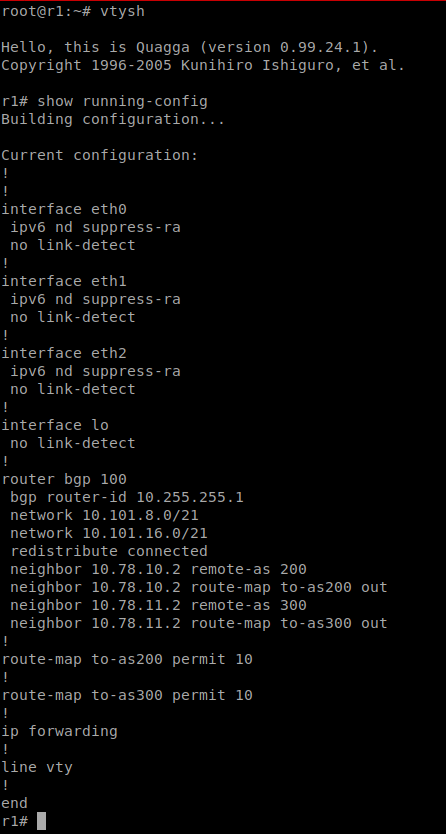 root@r1:~# vtysh
Hello, this is Quagga (version 0.99.24.1).
Copyright 1996-2005 Kunihiro Ishiguro, et al.
r1# show running-config
Building configuration...
Current configuration:
!
!
interface eth0
 ipv6 nd suppress-ra
 no link-detect
!
interface eth1
 ipv6 nd suppress-ra
 no link-detect
!
interface eth2
 ipv6 nd suppress-ra
 no link-detect
!
interface lo
 no link-detect
!
router bgp 100
 bgp router-id 10.255.255.1
 network 10.101.8.0/21
 network 10.101.16.0/21
 redistribute connected
 neighbor 10.78.10.2 remote-as 200
 neighbor 10.78.10.2 route-map to-as200 out
 neighbor 10.78.11.2 remote-as 300
 neighbor 10.78.11.2 route-map to-as300 out
!
route-map to-as200 permit 10
!
route-map to-as300 permit 10
!
ip forwarding
!
line vty
!
end
r1#